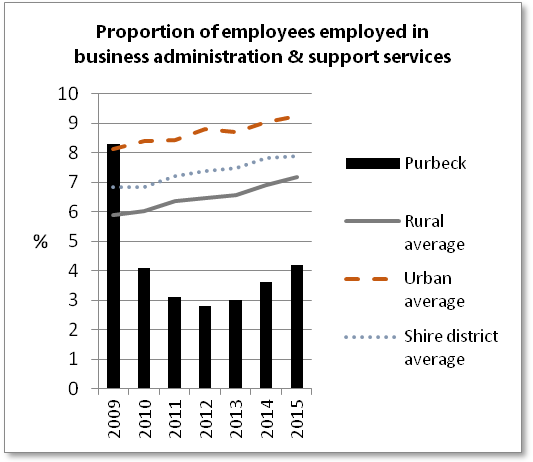 Proportion of employees employed in
business administration & support services
10
9
8
7
6
5
4
3
2
1
0
%
2009
2010
2011
2012
2013
2014
2015
Purbeck
Rural
average
Urban
average
Shire district
average